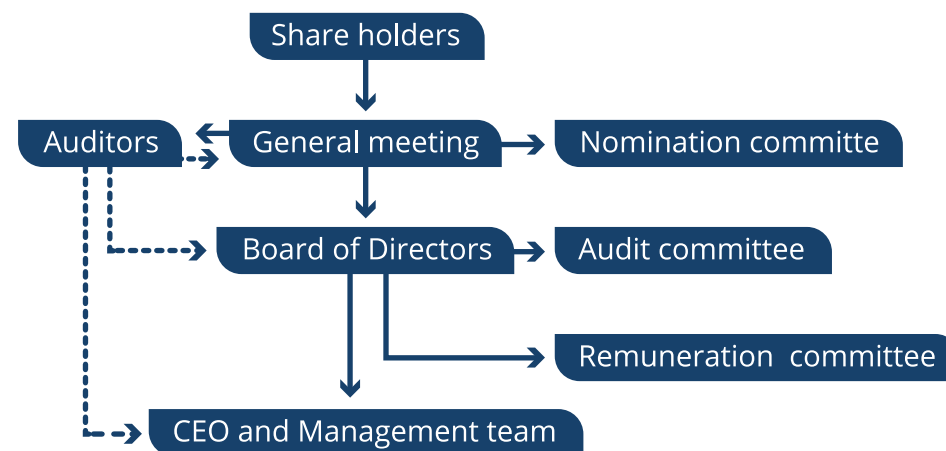 Share holders
Auditors
General meeting
Nomination committe
Board of Directors
Audit committee
Remuneration committee
CEO and Management team